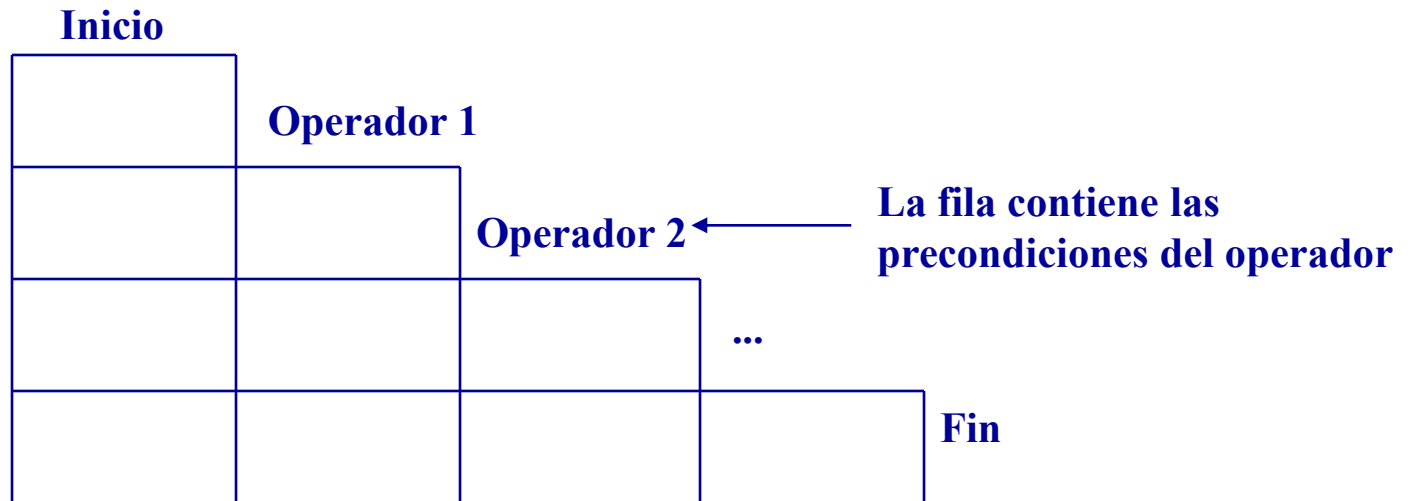 Inicio
Operador 1
Operador 2
La fila contiene las
precondiciones del operador
...
Fin